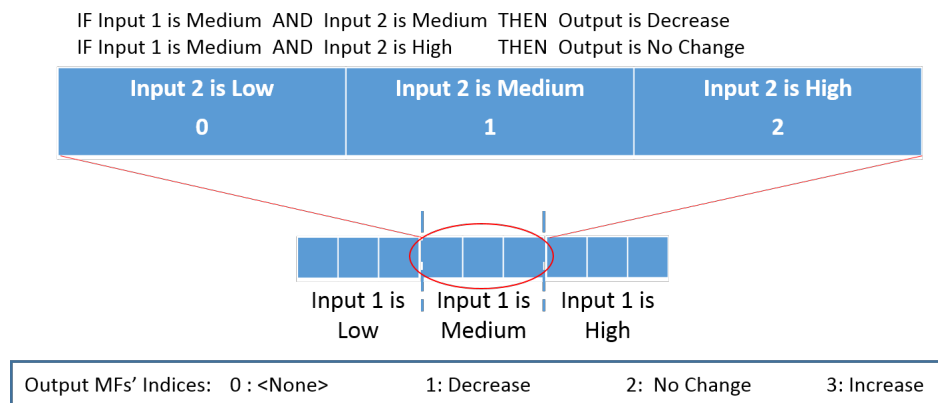 IF Input 1 is Medium AND Input 2 is Medium THEN Output is Decrease
IF Input 1 is Medium AND Input 2 is High THEN Output is No Change
Input 2 is Low
Input 2 is Medium
Input 2 is High
0
1
2
Input 1 is
Low
Input 1 is
Medium
Input 1 is
High
Output MFs’ Indices: 0 : <None> 1: Decrease 2: No Change 3: Increase